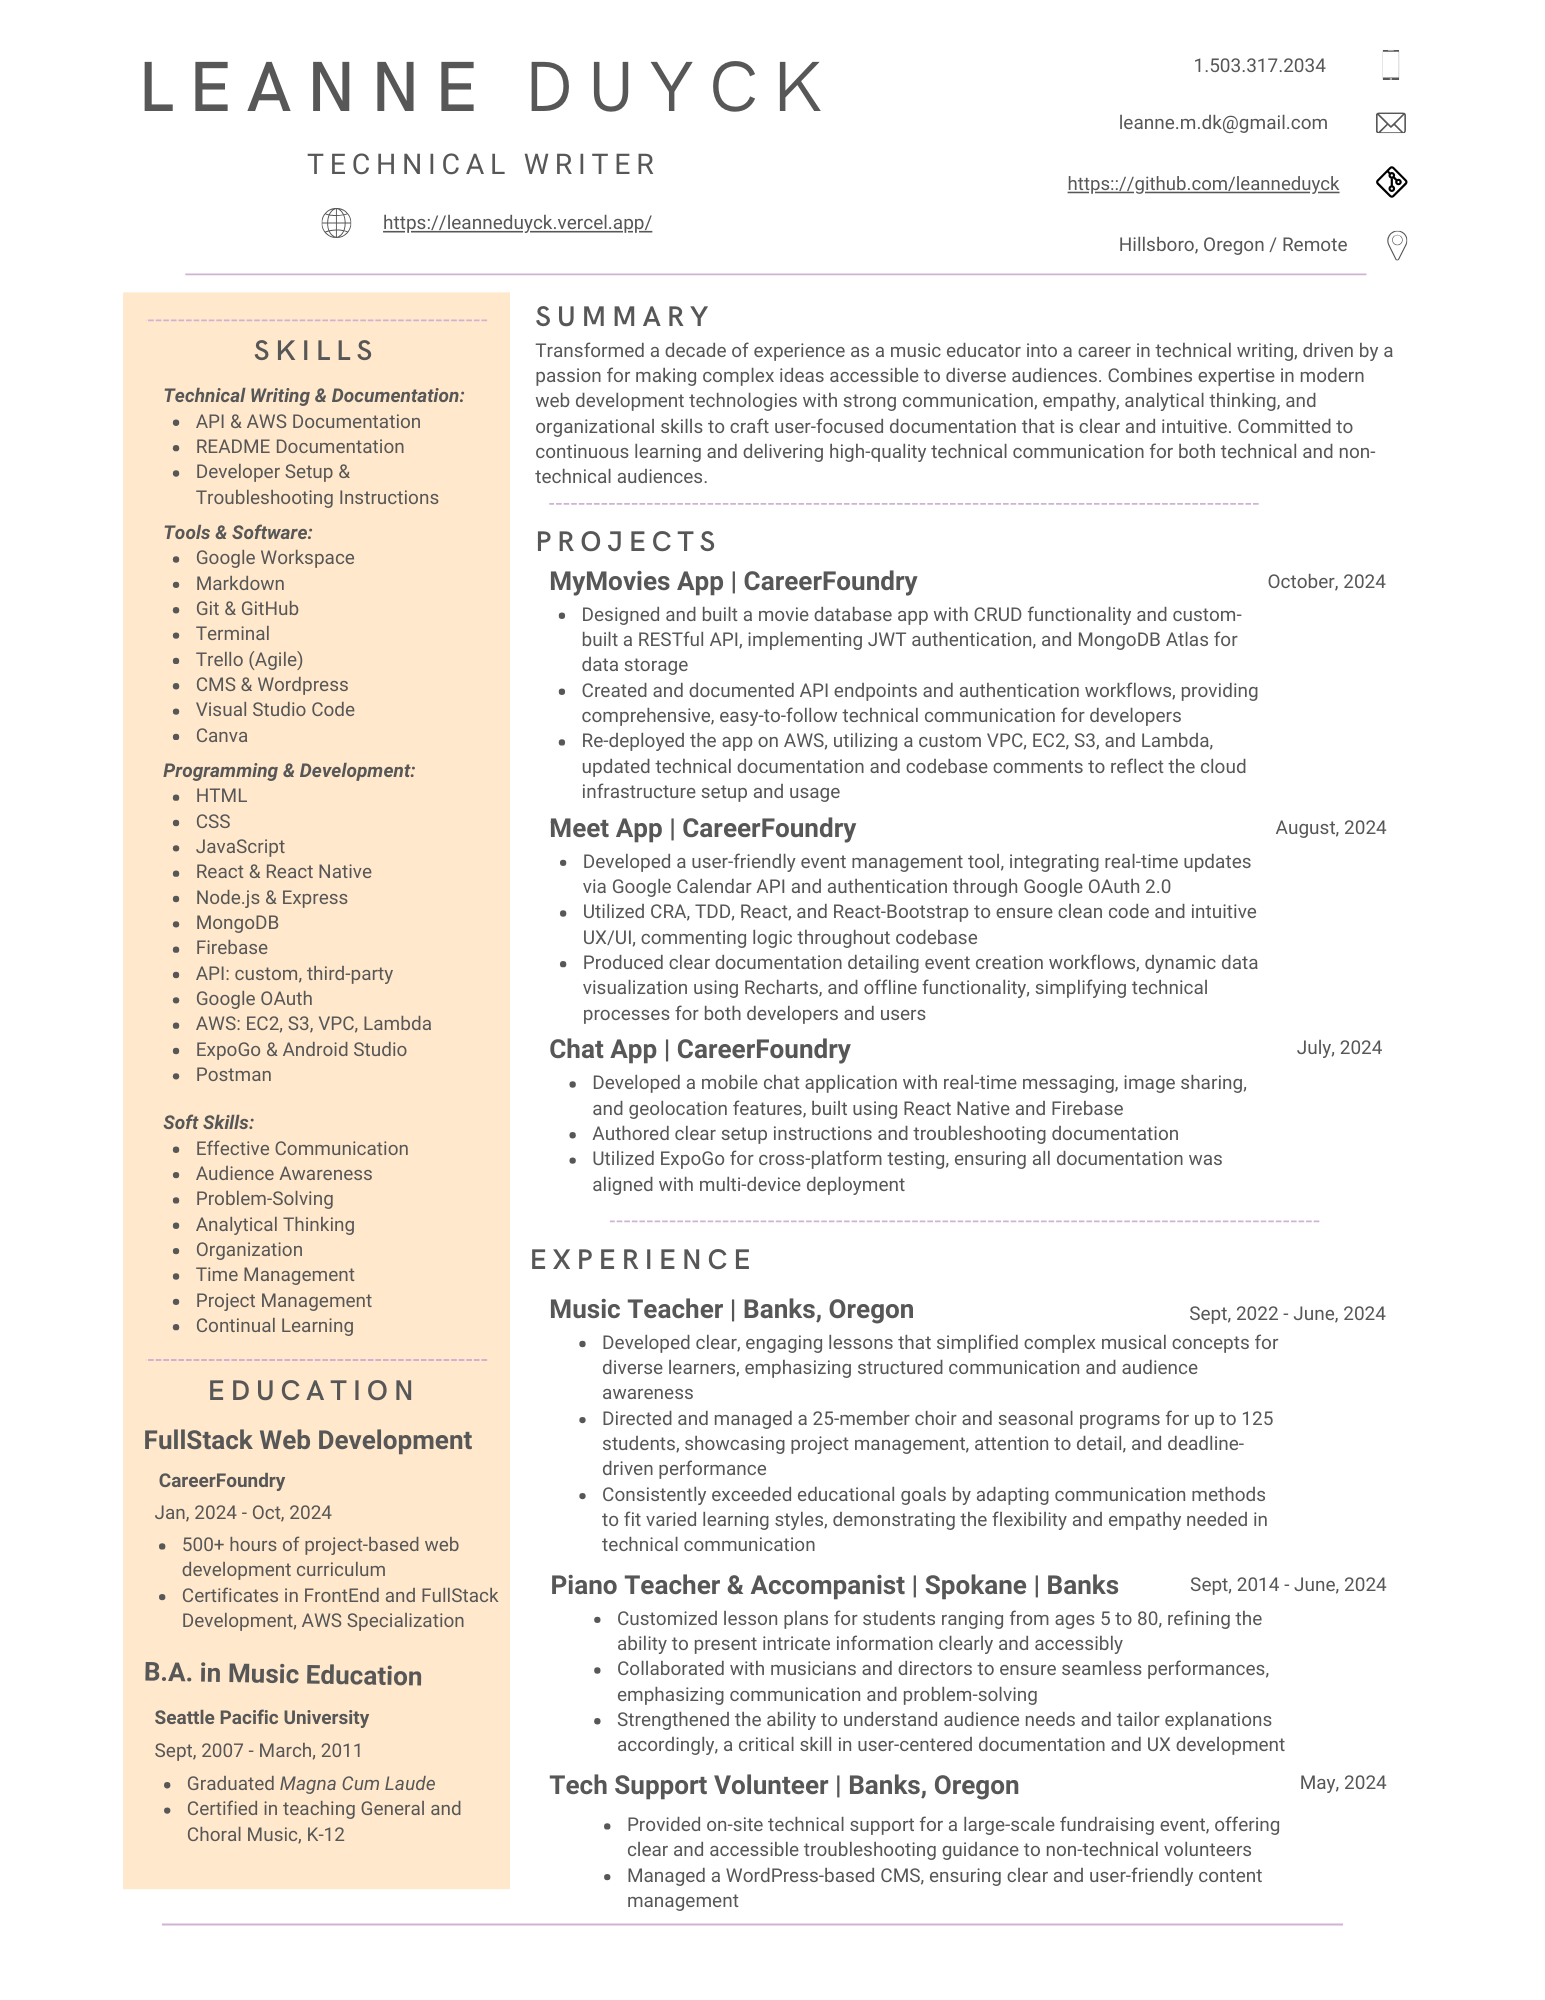 LEANNE DUYCK
TECHNICAL WRITER
https://leanneduyck.vercel.app/
1.503.317.2034
leanne.m.dk@gmail.com
https:://github.com/leanneduyck
Hillsboro, Oregon / Remote
SKILLS
Technical Writing & Documentation:
• API & AWS Documentation
• README Documentation
• Developer Setup &
Troubleshooting Instructions
Tools & Software:
• Google Workspace
• Markdown
• Git & GitHub
• Terminal
• Trello (Agile)
• CMS & Wordpress
• Visual Studio Code
• Canva
Programming & Development:
• HTML
• CSS
• JavaScript
• React & React Native
• Node.js & Express
• MongoDB
• Firebase
• API: custom, third-party
• Google OAuth
• AWS: EC2, S3, VPC, Lambda
• ExpoGo & Android Studio
• Postman
Soft Skills:
• Effective Communication
• Audience Awareness
• Problem-Solving
• Analytical Thinking
• Organization
• Time Management
• Project Management
• Continual Learning
EDUCATION
FullStack Web Development
CareerFoundry
Jan, 2024 - Oct, 2024
• 500+ hours of project-based web
development curriculum
• Certificates in FrontEnd and FullStack
Development, AWS Specialization
B.A. in Music Education
Seattle Pacific University
Sept, 2007 - March, 2011
• Graduated Magna Cum Laude
• Certified in teaching General and
Choral Music, K-12
SUMMARY
Transformed a decade of experience as a music educator into a career in technical writing, driven by a
passion for making complex ideas accessible to diverse audiences. Combines expertise in modern
web development technologies with strong communication, empathy, analytical thinking, and
organizational skills to craft user-focused documentation that is clear and intuitive. Committed to
continuous learning and delivering high-quality technical communication for both technical and non-
technical audiences.
PROJECTS
MyMovies App | CareerFoundry October, 2024
• Designed and built a movie database app with CRUD functionality and custom-
built a RESTful API, implementing JWT authentication, and MongoDB Atlas for
data storage
• Created and documented API endpoints and authentication workflows, providing
comprehensive, easy-to-follow technical communication for developers
• Re-deployed the app on AWS, utilizing a custom VPC, EC2, S3, and Lambda,
updated technical documentation and codebase comments to reflect the cloud
infrastructure setup and usage
Meet App | CareerFoundry August, 2024
• Developed a user-friendly event management tool, integrating real-time updates
via Google Calendar API and authentication through Google OAuth 2.0
• Utilized CRA, TDD, React, and React-Bootstrap to ensure clean code and intuitive
UX/UI, commenting logic throughout codebase
• Produced clear documentation detailing event creation workflows, dynamic data
visualization using Recharts, and offline functionality, simplifying technical
processes for both developers and users
Chat App | CareerFoundry July, 2024
• Developed a mobile chat application with real-time messaging, image sharing,
and geolocation features, built using React Native and Firebase
• Authored clear setup instructions and troubleshooting documentation
• Utilized ExpoGo for cross-platform testing, ensuring all documentation was
aligned with multi-device deployment
EXPERIENCE
Music Teacher | Banks, Oregon Sept, 2022 - June, 2024
• Developed clear, engaging lessons that simplified complex musical concepts for
diverse learners, emphasizing structured communication and audience
awareness
• Directed and managed a 25-member choir and seasonal programs for up to 125
students, showcasing project management, attention to detail, and deadline-
driven performance
• Consistently exceeded educational goals by adapting communication methods
to fit varied learning styles, demonstrating the flexibility and empathy needed in
technical communication
Piano Teacher & Accompanist | Spokane | Banks Sept, 2014 - June, 2024
• Customized lesson plans for students ranging from ages 5 to 80, refining the
ability to present intricate information clearly and accessibly
• Collaborated with musicians and directors to ensure seamless performances,
emphasizing communication and problem-solving
• Strengthened the ability to understand audience needs and tailor explanations
accordingly, a critical skill in user-centered documentation and UX development
Tech Support Volunteer | Banks, Oregon May, 2024
• Provided on-site technical support for a large-scale fundraising event, offering
clear and accessible troubleshooting guidance to non-technical volunteers
• Managed a WordPress-based CMS, ensuring clear and user-friendly content
management